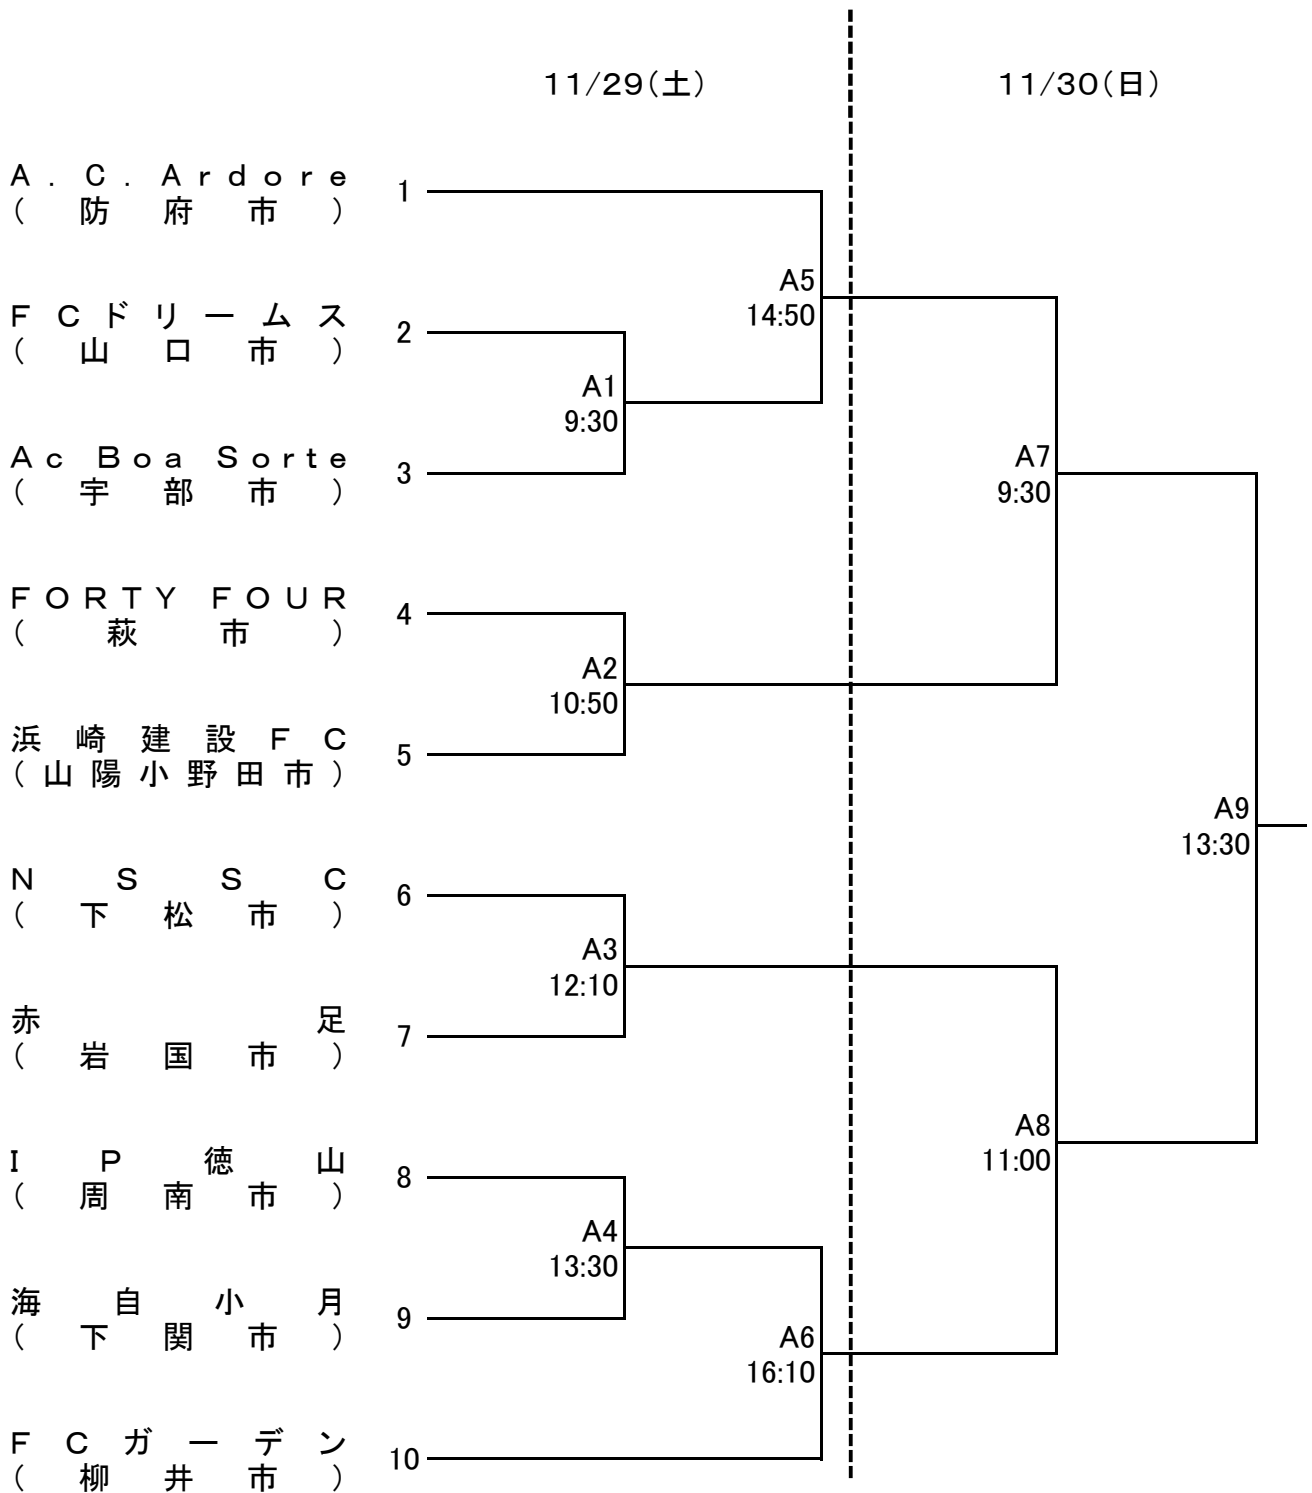 11/29(土) 11/30(日)
A.C.Ardore
(防府市)
1
A5
14:50
FCドリームス
(山口市)
2
A1
9:30
Ac Boa Sorte
(宇部市)
3
A7
9:30
FORTY FOUR
(萩市)
4
A2
10:50
浜崎建設FC
(山陽小野田市)
5
A9
13:30
NSSC
(下松市)
6
A3
12:10
赤足
(岩国市)
7
A8
11:00
IP徳山
(周南市)
8
A4
13:30
海自小月
(下関市)
9
A6
16:10
FCガーデン
(柳井市)
10